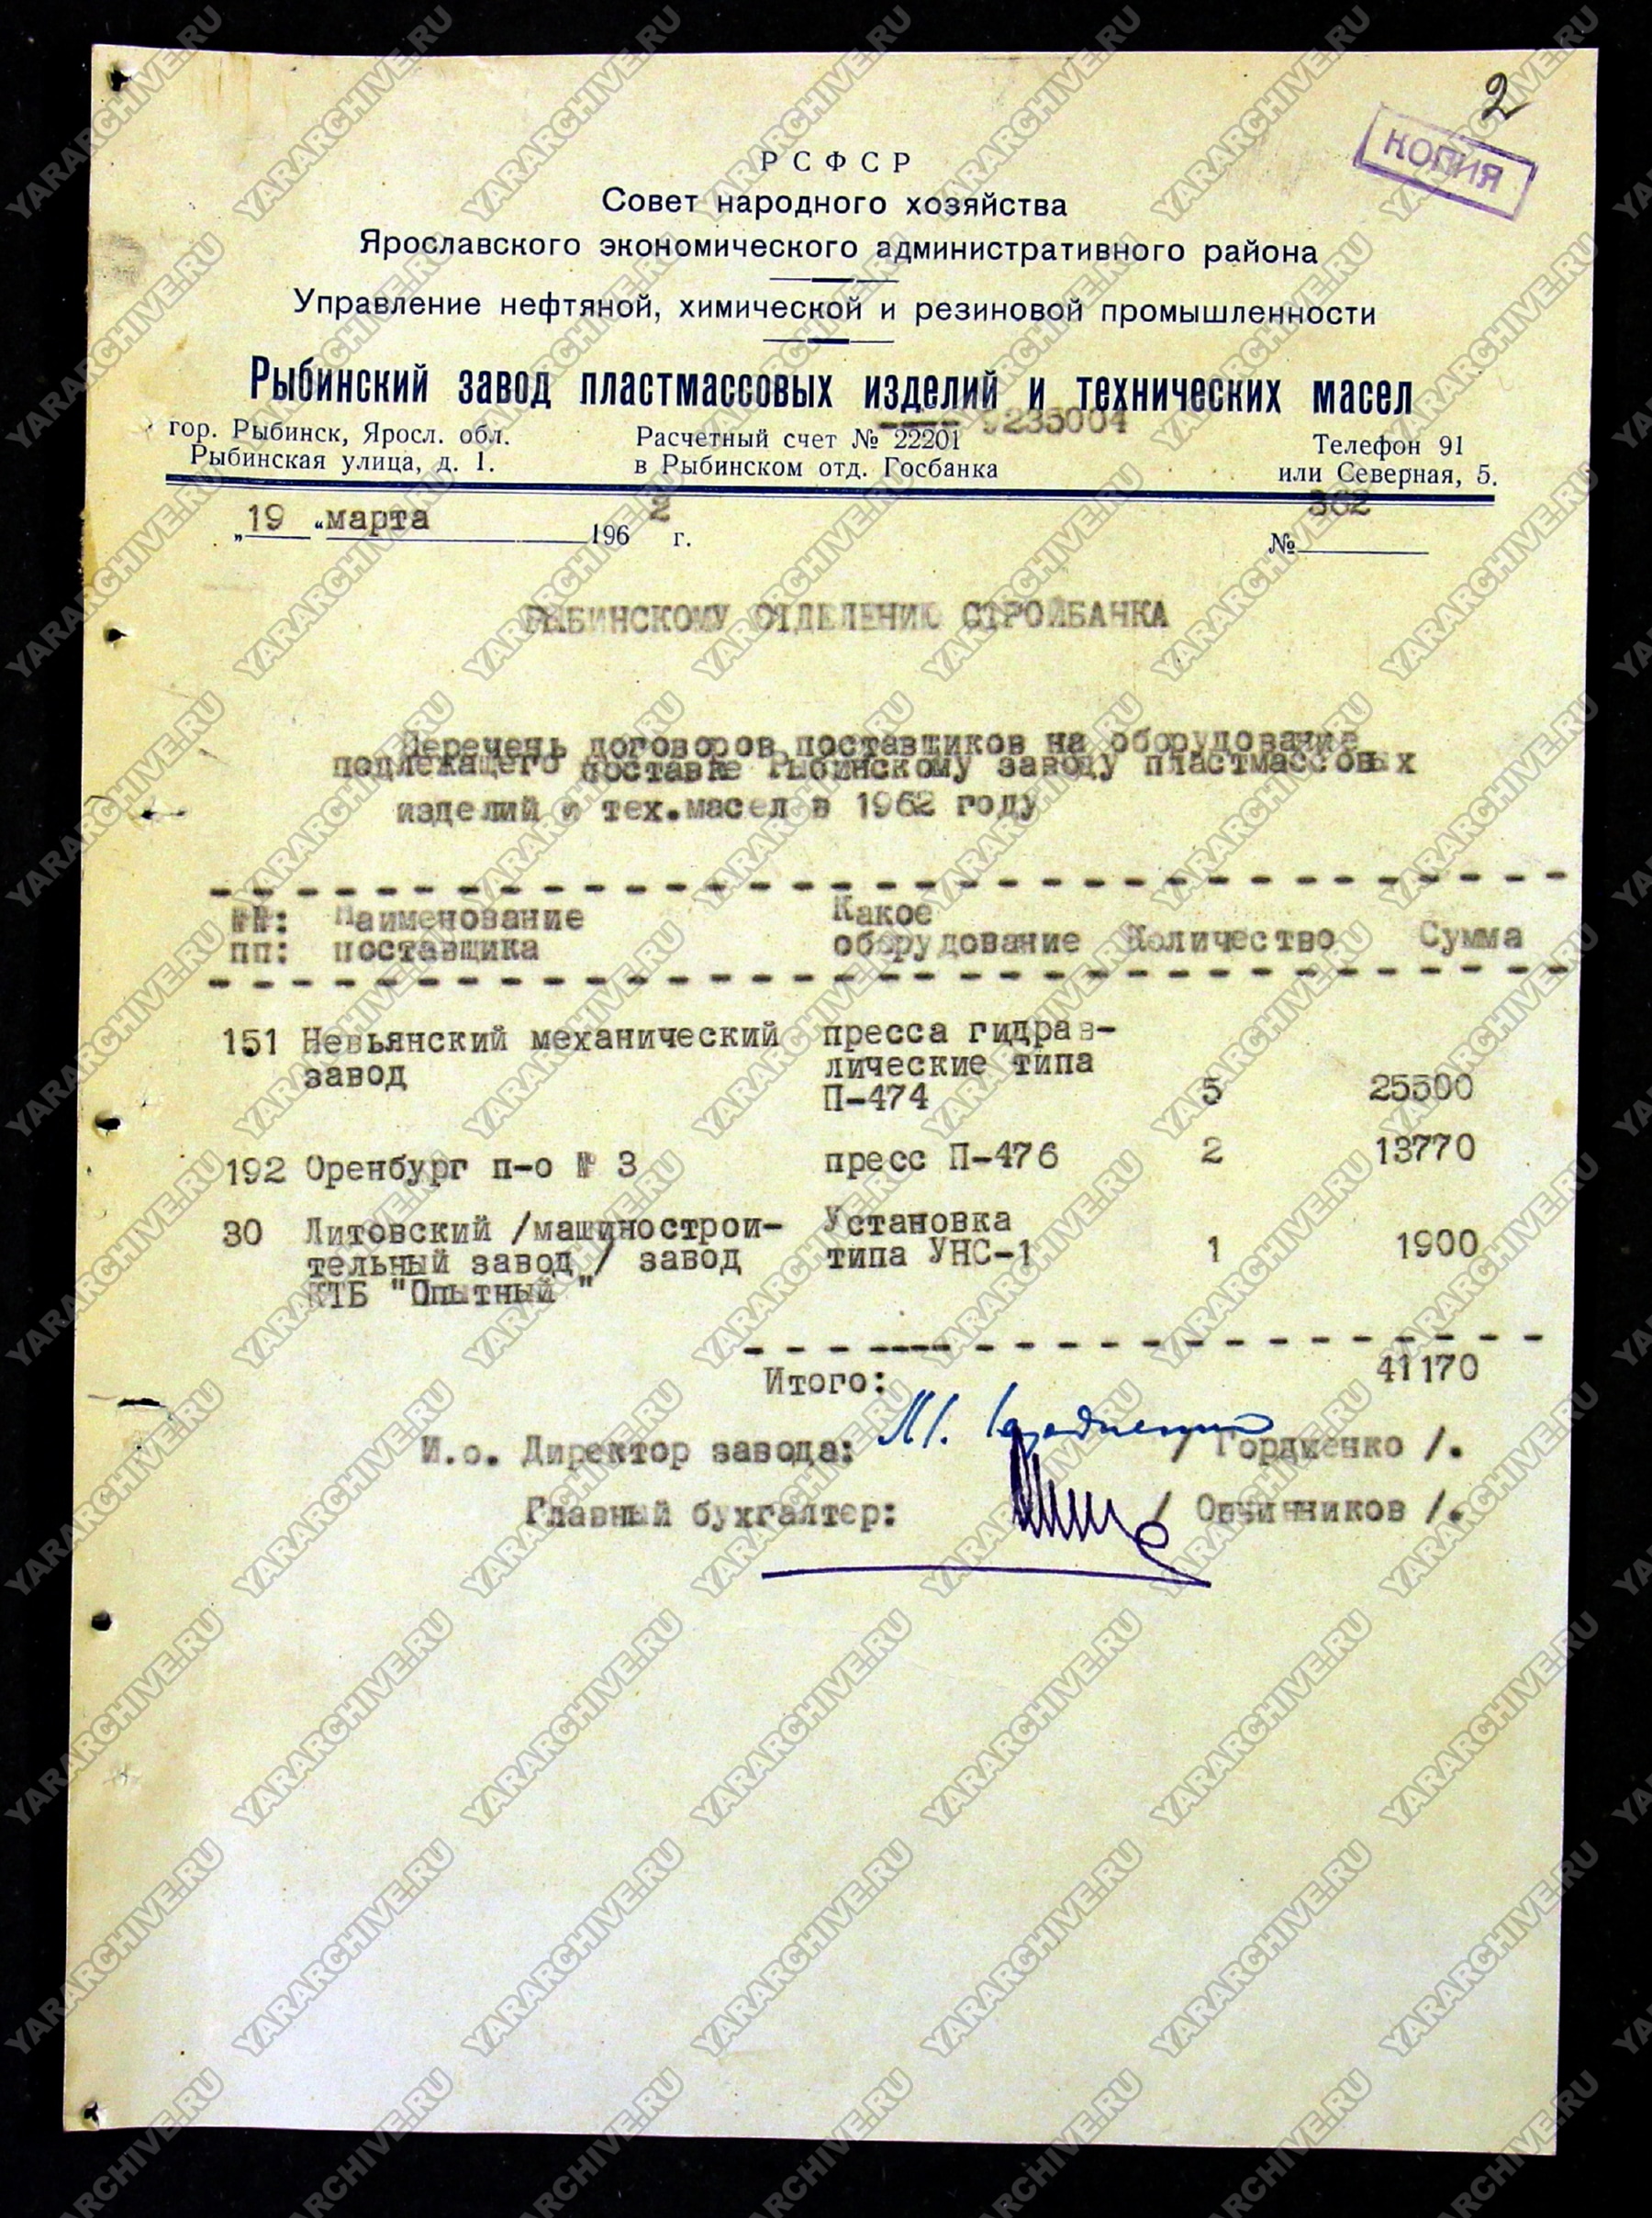 2
КОПИЯ
РСФСР
Совет народного хозяйства
Ярославского экономического административного района
Управление нефтяной, химической и резиновой промышленности
Рыбинский завод пластмассовых изделий и технических масел
гор. Рыбинск, Яросл. обл. Расчетный счет № 22201 9235004 Телефон 91
Рыбинская улица, д. 1. в Рыбинском отд. Госбанка или Северная, 5.
„19“ марта 1962 г. № 362
РЫБИНСКОМУ ОТДЕЛЕНИЮ СТРОЙБАНКА
Перечень договоров поставщиков на оборудование
подлежащего поставке Рыбинскому заводу пластмассовых
изделий и тех.масел в 1962 году
№№: Наименование Какое
пп: поставщика оборудование Количество Сумма
151 Невьянский механический пресса гидрав-
завод лические типа
П-474 5 25500
192 Оренбург п-о № 3 пресс П-476 2 13770
30 Литовский /машинострои- Установка
тельный завод / завод типа УНС-1 1 1900
КТБ "Опытный "
Итого: 41170
И.о. Директор завода: / Гордиенко /.
Главный бухгалтер: / Овчинников /.
YARARCHIVE.RU